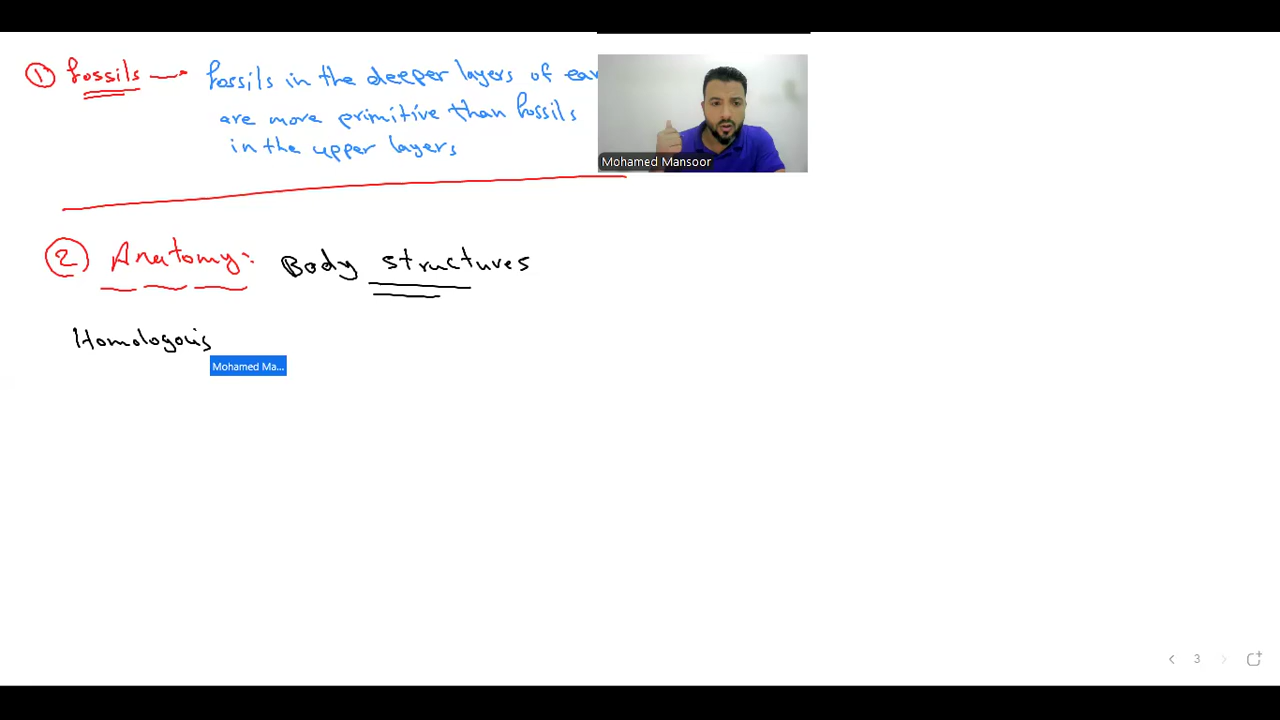 ① fossils → fossils in the deeper layers of ear
are more primitive than fossils
in the upper layers
Mohamed Mansoor
② Anatomy: Body structures
Homologous
Mohamed Ma...
3